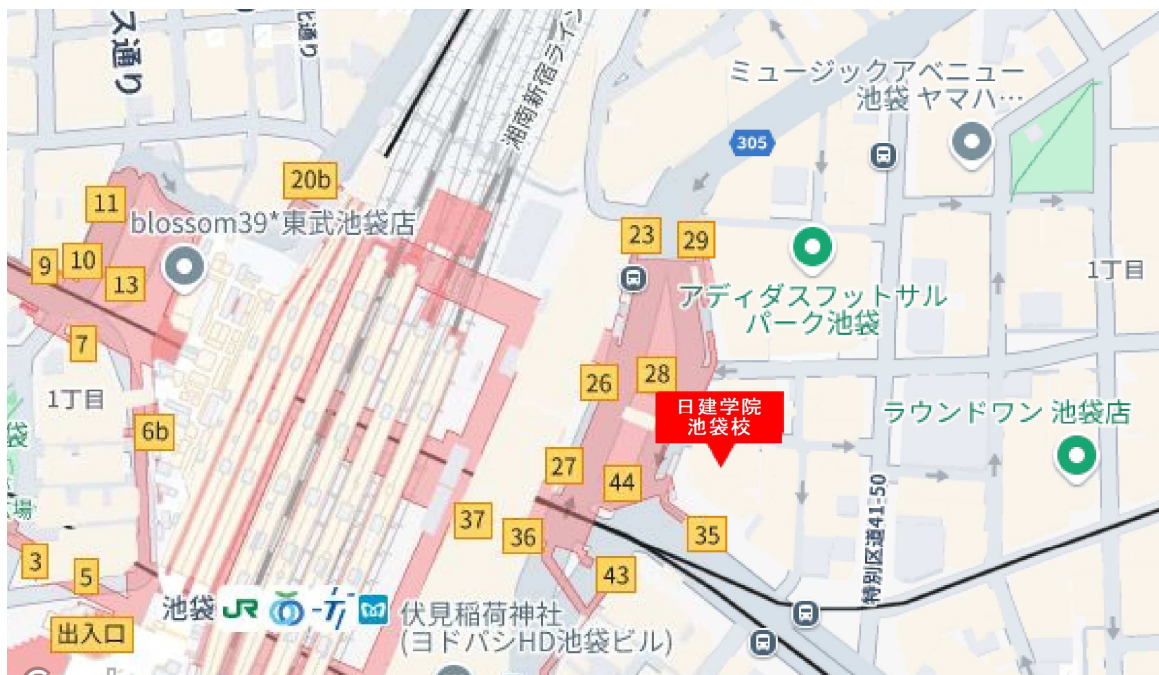 ス通り
北通り
湘南新宿ライン
ミュージックアベニュー
池袋 ヤマハ…
305
20b
11
blossom39*東武池袋店
9
10
13
7
23
29
アディダスフットサル
パーク池袋
1丁目
1丁目
26
28
日建学院
池袋校
ラウンドワン 池袋店
6b
袋
場
27
44
37
36
35
特別区道41-50
3
5
43
池袋
JR
出入口
伏見稲荷神社
(ヨドバシHD池袋ビル)